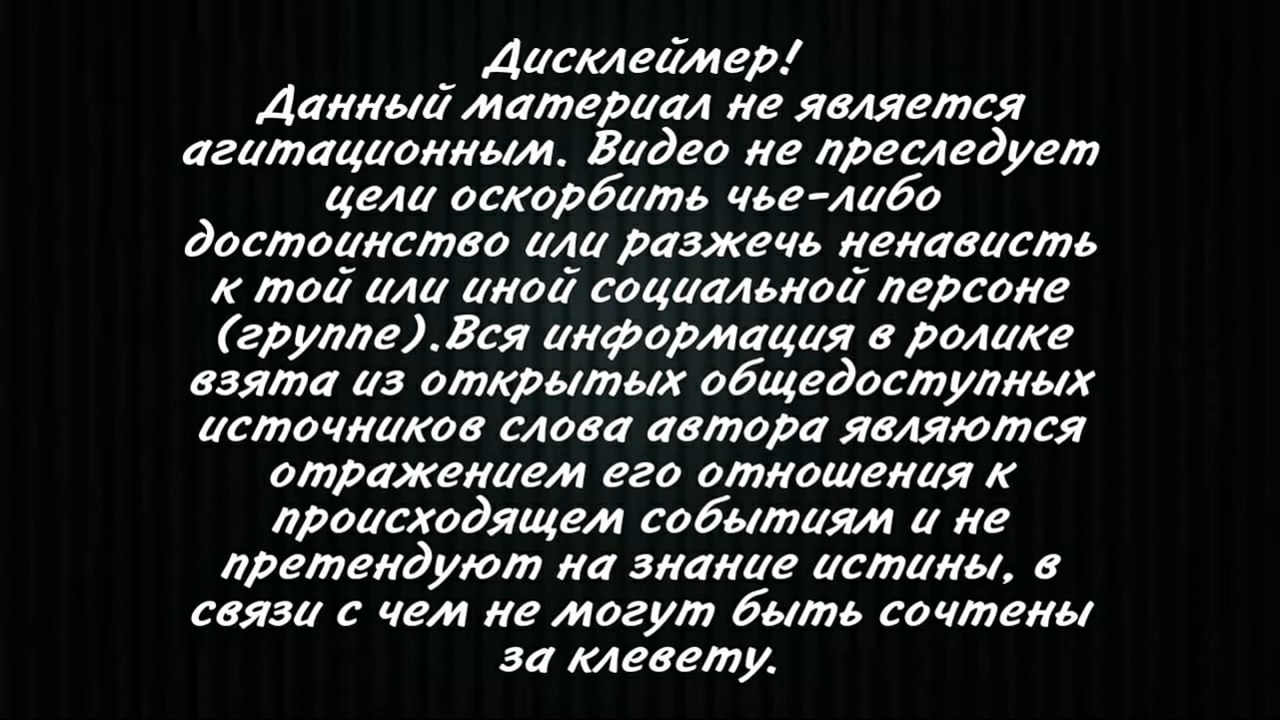 Дисклеймер!
Данный материал не является
агитационным. Видео не преследует
цели оскорбить чье-либо
достоинство или разжечь ненависть
к той или иной социальной персоне
(группе).Вся информация в ролике
взята из открытых общедоступных
источников слова автора являются
отражением его отношения к
происходящем событиям и не
претендуют на знание истины, в
связи с чем не могут быть сочтены
за клевету.